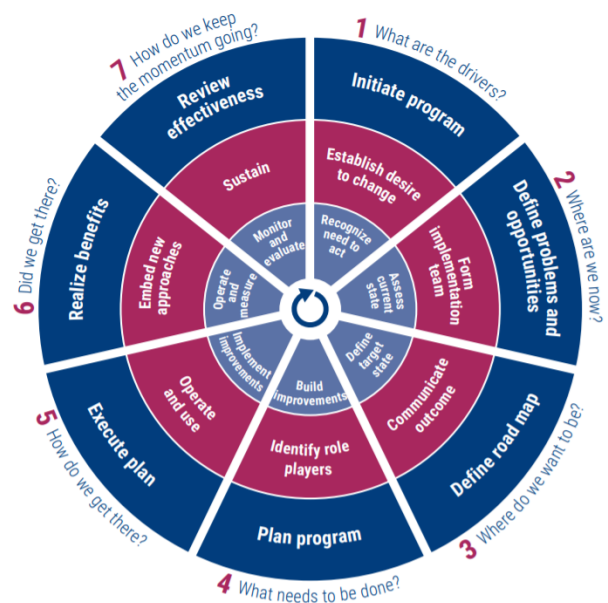 1 What are the drivers?
Initiate program
Establish desire
to change
Recognize
need to
act
2 Where are we now?
Define problems and
opportunities
Form
implementation
team
Assess
current
state
3 Where do we want to be?
Define road map
Communicate
outcome
Define
target
state
4 What needs to be done?
Plan program
Identify role
players
Build
improvements
5 How do we get there?
Execute plan
Operate
and use
Implement
improvements
6 Did we get there?
Realize benefits
Embed new
approaches
Operate
and
measure
7 How do we keep
the momentum going?
Review
effectiveness
Sustain
Monitor
and
evaluate